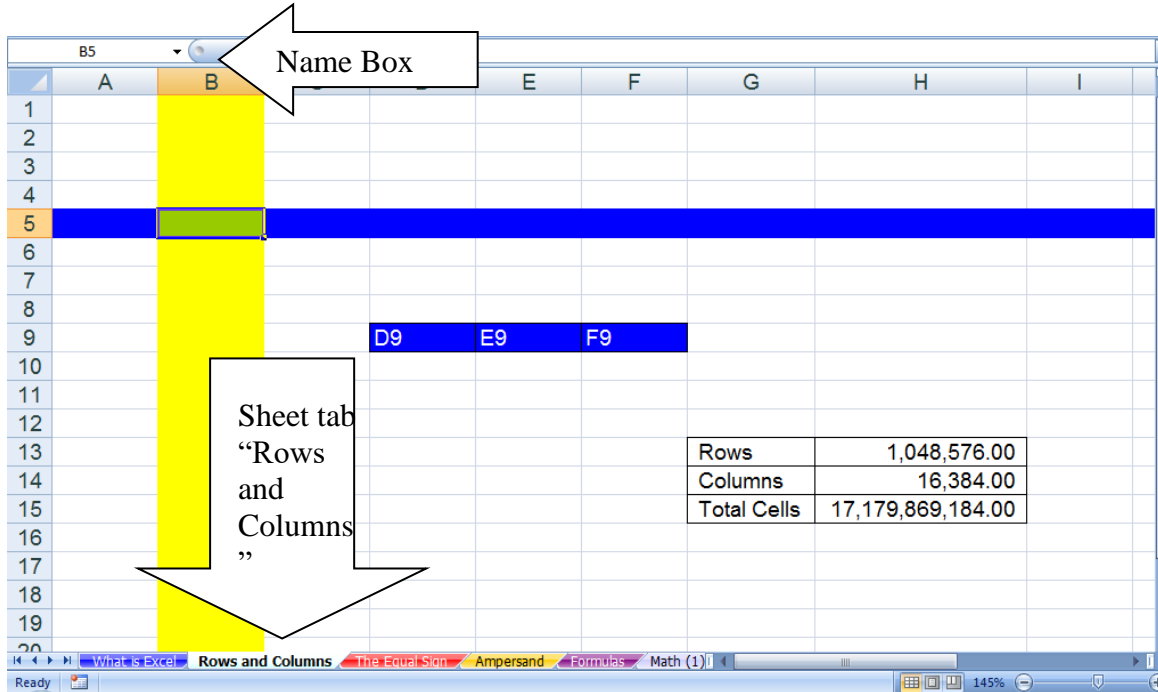 B5
Name Box
A B E F G H I
1
2
3
4
5
6
7
8
9 D9 E9 F9
10
11
12
Sheet tab
“Rows
and
Columns
”
13 Rows 1,048,576.00
14 Columns 16,384.00
15 Total Cells 17,179,869,184.00
16
17
18
19
20
What is Excel Rows and Columns The Equal Sign Ampersand Formulas Math (1)
Ready 145%